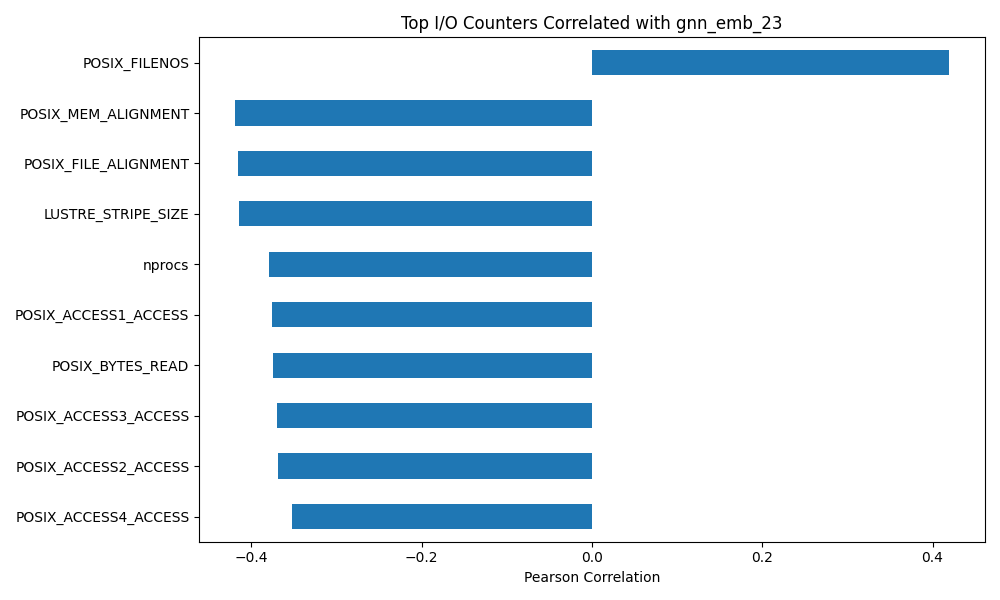 Top I/O Counters Correlated with gnn_emb_23
POSIX_FILENOS
POSIX_MEM_ALIGNMENT
POSIX_FILE_ALIGNMENT
LUSTRE_STRIPE_SIZE
nprocs
POSIX_ACCESS1_ACCESS
POSIX_BYTES_READ
POSIX_ACCESS3_ACCESS
POSIX_ACCESS2_ACCESS
POSIX_ACCESS4_ACCESS
−0.4 −0.2 0.0 0.2 0.4
Pearson Correlation